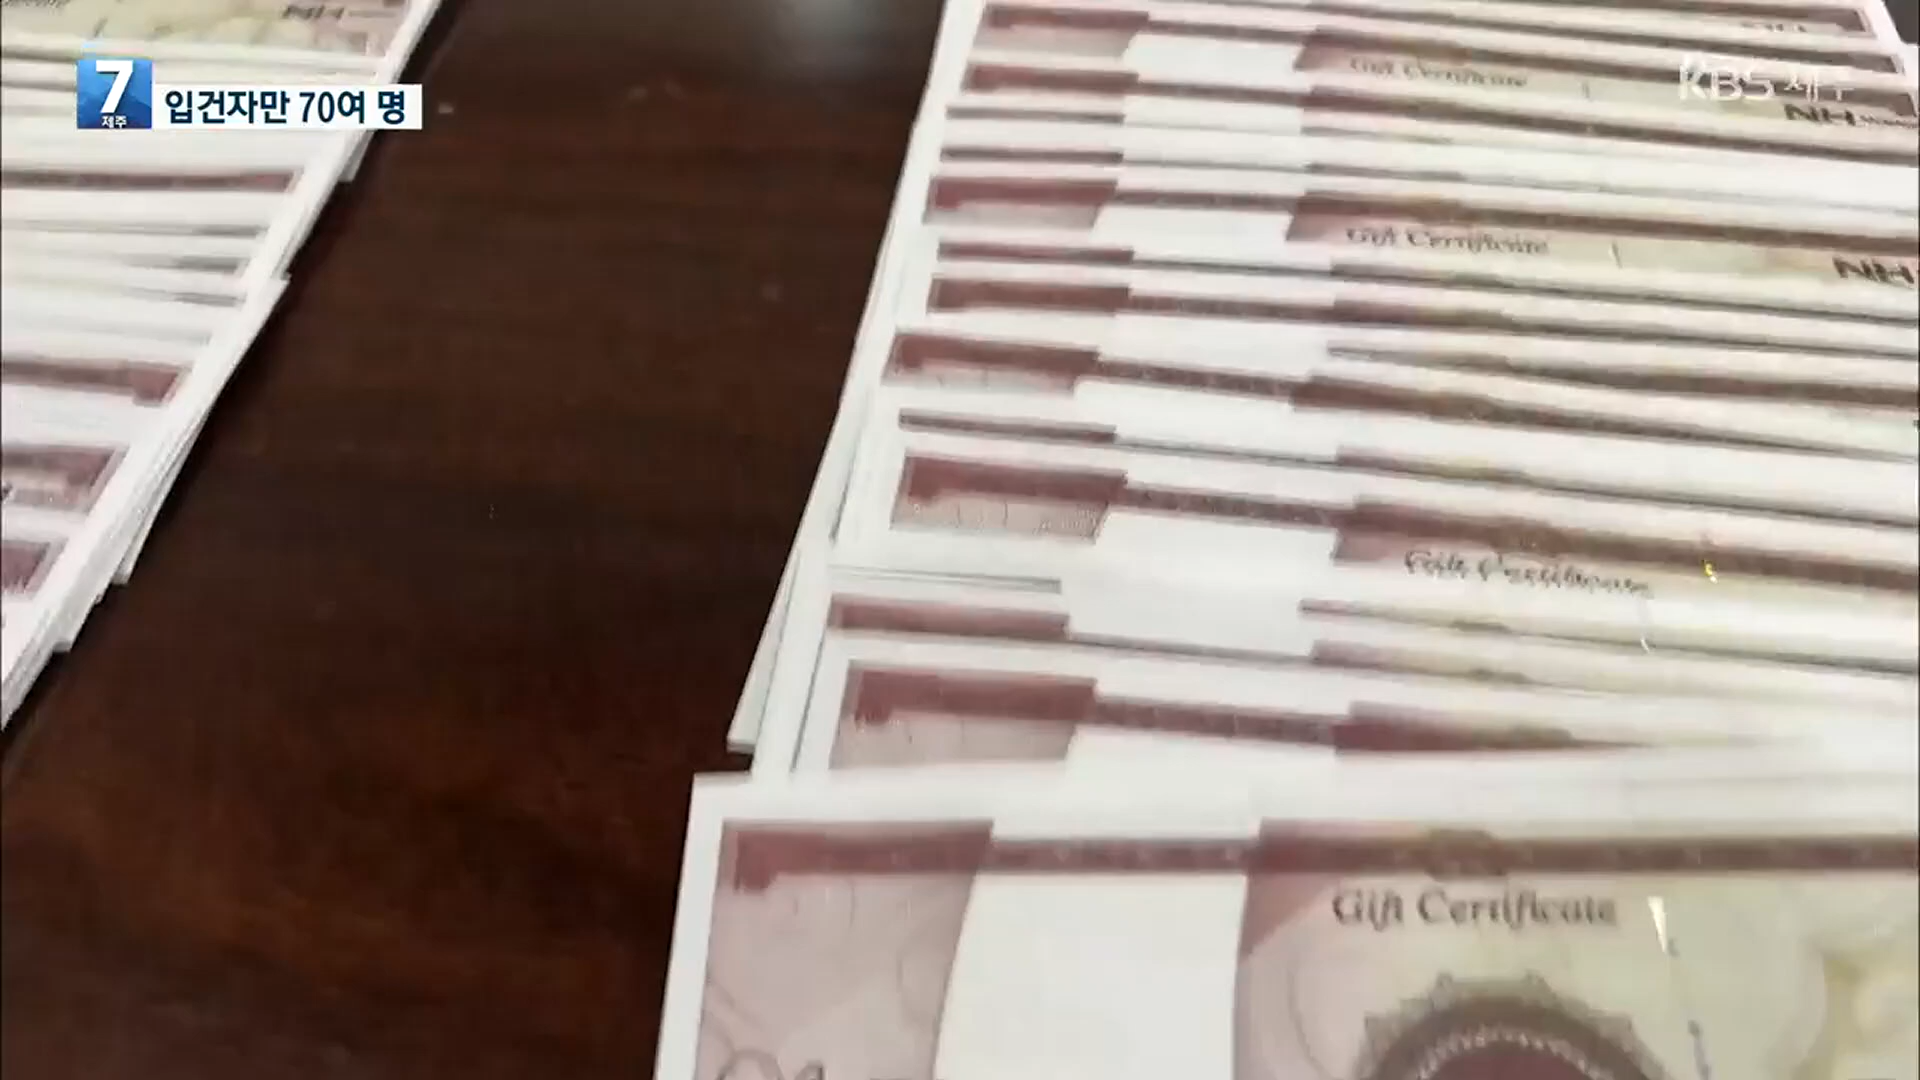 7
제주
입건자만 70여 명
KBS 제주
NH
Gift Certificate
NH
Gift Certificate
NH
Gift Certificate
Gift Certificate